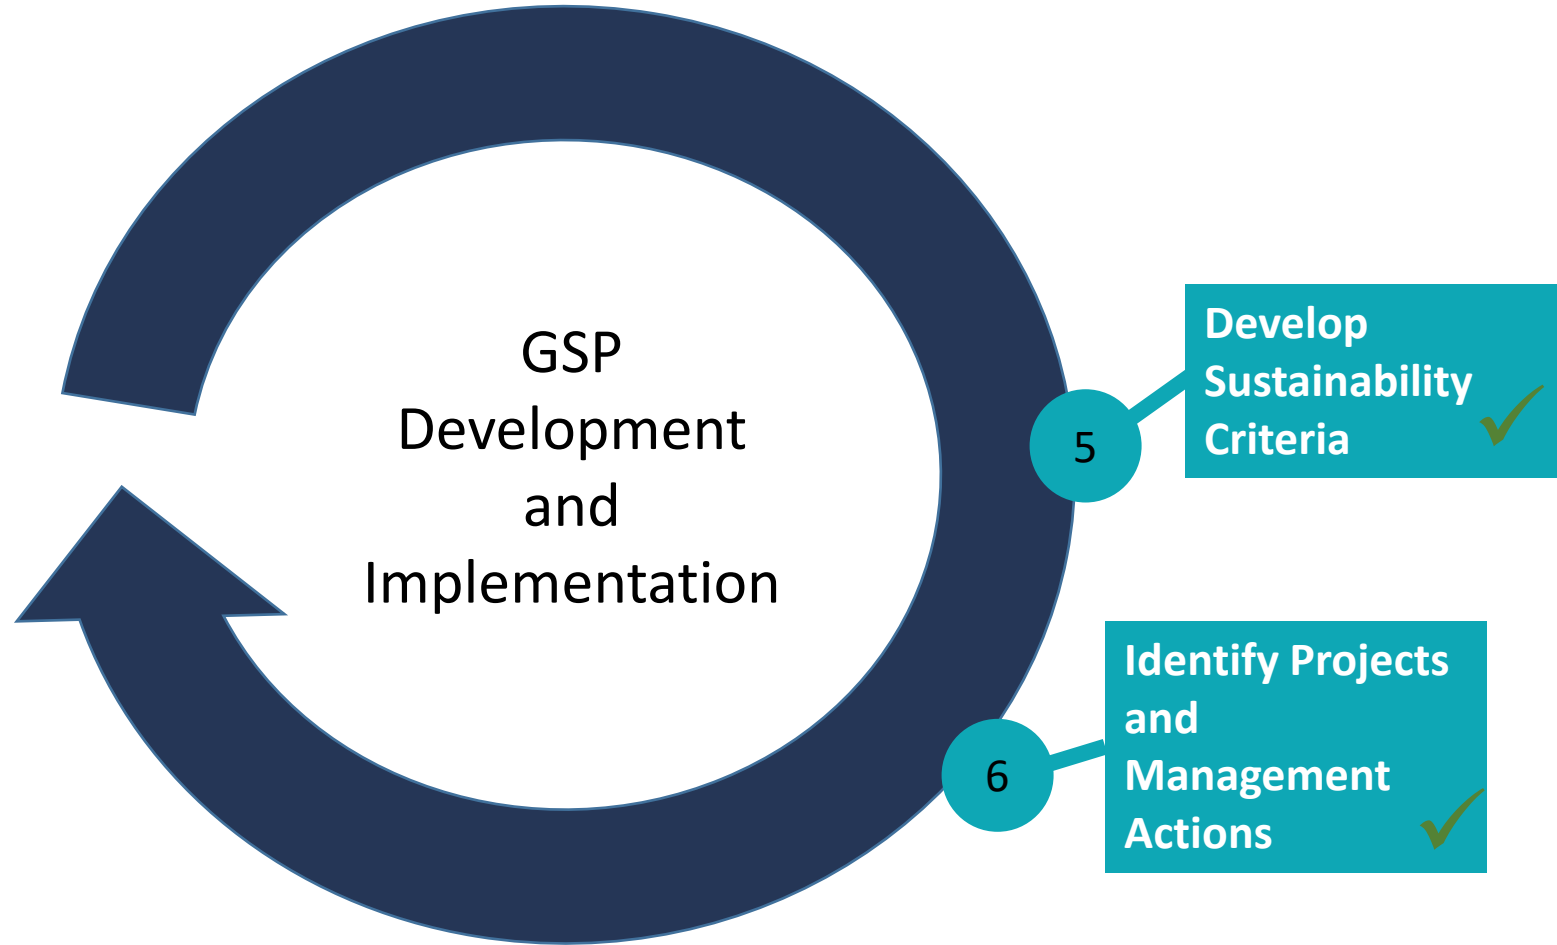 GSP
Development
and
Implementation
5
Develop
Sustainability
Criteria
6
Identify Projects
and
Management
Actions